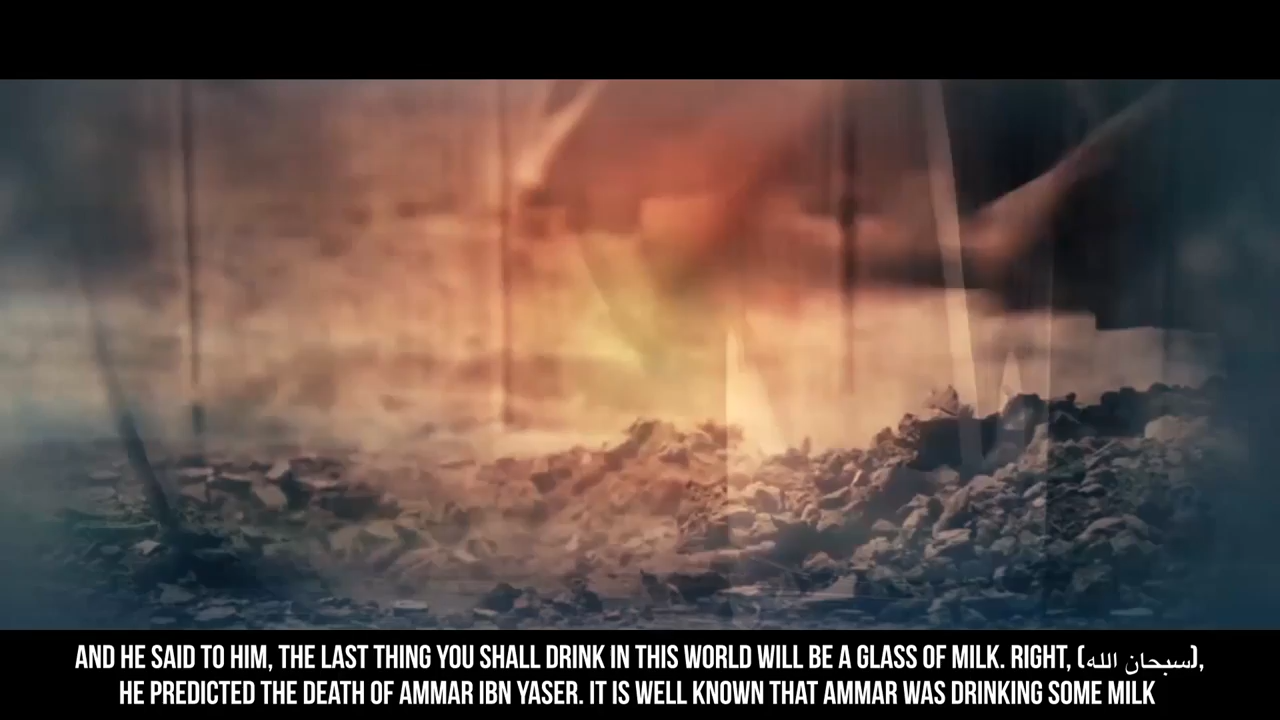 AND HE SAID TO HIM, THE LAST THING YOU SHALL DRINK IN THIS WORLD WILL BE A GLASS OF MILK. RIGHT, (سبحان الله),
HE PREDICTED THE DEATH OF AMMAR IBN YASER. IT IS WELL KNOWN THAT AMMAR WAS DRINKING SOME MILK